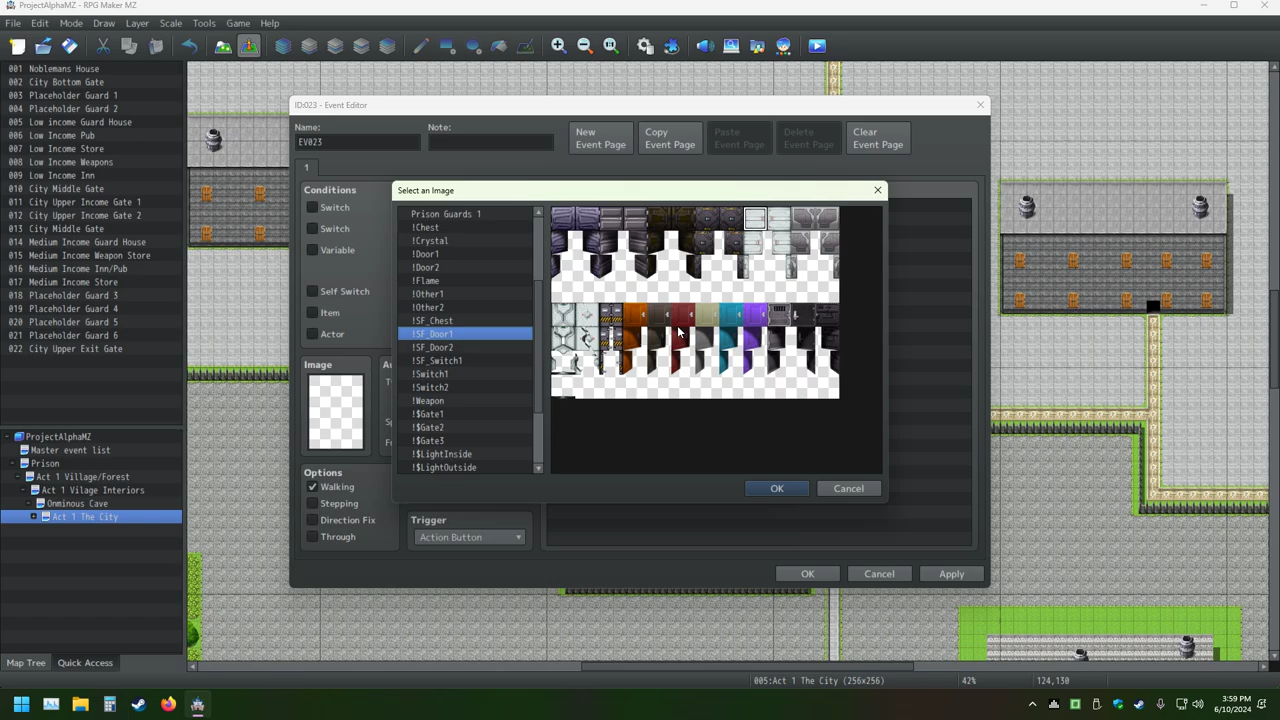 ProjectAlphaMZ - RPG Maker MZ
File Edit Mode Draw Layer Scale Tools Game Help
001 Noblemans House
002 City Bottom Gate
003 Placeholder Guard 1
004 Placeholder Guard 2
005 Low income Guard House
006 Low Income Pub
007 Low Income Store
008 Low Income Weapons
009 Low Income Inn
010 City Middle Gate
011 City Upper Income Gate 1
012 City Upper Income Gate 2
013 City Upper Income Gate 3
014 Medium Income Guard House
015 Medium Income Weapon Store
016 Medium Income Inn/Pub
017 Medium Income Store
018 Placeholder Guard 3
019 Placeholder Guard 4
020 Placeholder Guard 5
021 Placeholder Guard 6
022 City Upper Exit Gate
ProjectAlphaMZ
Master event list
Prison
Act 1 Village/Forest
Act 1 Vilage Interiors
Onminous Cave
Act 1 The City
Map Tree Quick Access
ID:023 - Event Editor
Name:
EV023
Note:
New
Event Page
Copy
Event Page
Paste
Event Page
Delete
Event Page
Clear
Event Page
1
Conditions
Switch
Switch
Variable
Self Switch
Item
Actor
Image
Options
Walking
Stepping
Direction Fix
Through
Trigger
Action Button
OK Cancel Apply
Select an Image
Prison Guards 1
!Chest
!Crystal
!Door1
!Door2
!Flame
!Other1
!Other2
!SF_Chest
!SF_Door1
!SF_Door2
!SF_Switch1
!Switch1
!Switch2
!Weapon
!$Gate1
!$Gate2
!$Gate3
!$LightInside
!$LightOutside
OK Cancel
005:Act 1 The City (256x256) 42% 124,130
3:59 PM
6/10/2024